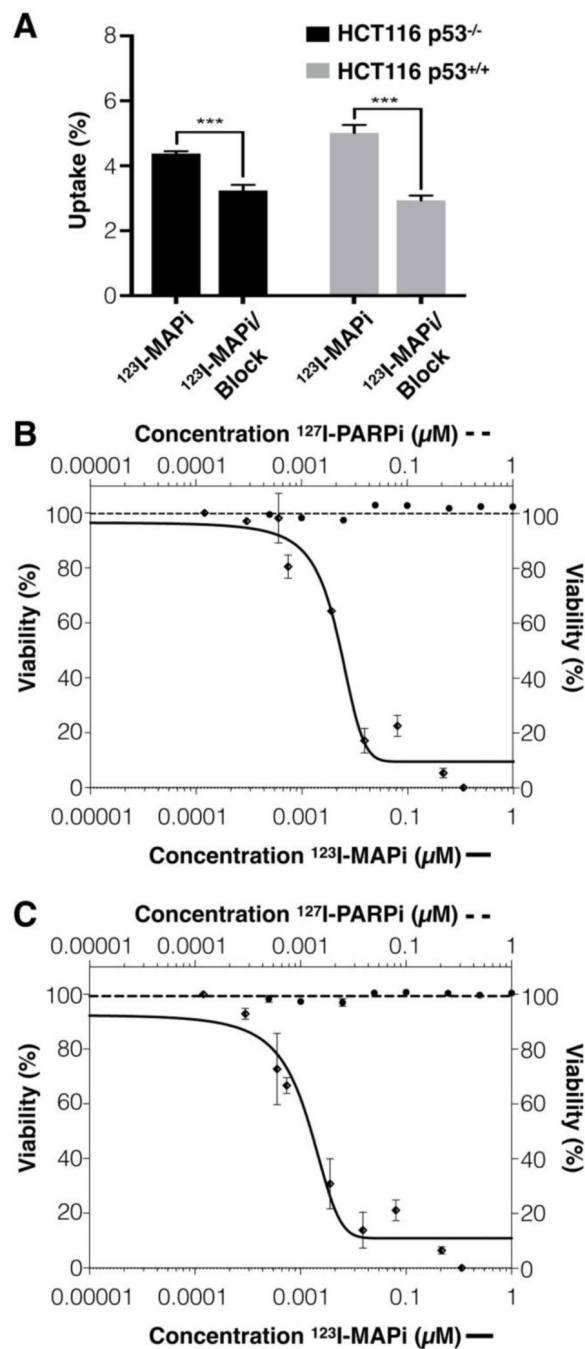 A
HCT116 p53-/-
HCT116 p53+/+
Uptake (%)
8
6
4
2
0
***
***
123I-MAPi
123I-MAPi/
Block
123I-MAPi
123I-MAPi/
Block
B
Concentration 127I-PARPi (µM) - -
0.00001 0.0001 0.001 0.1 1
Viability (%)
100
80
60
40
20
0
Viability (%)
100
80
60
40
20
0
0.00001 0.0001 0.001 0.1 1
Concentration 123I-MAPi (µM) —
C
Concentration 127I-PARPi (µM) - -
0.00001 0.0001 0.001 0.1 1
Viability (%)
100
80
60
40
20
0
Viability (%)
100
80
60
40
20
0
0.00001 0.0001 0.001 0.1 1
Concentration 123I-MAPi (µM) —